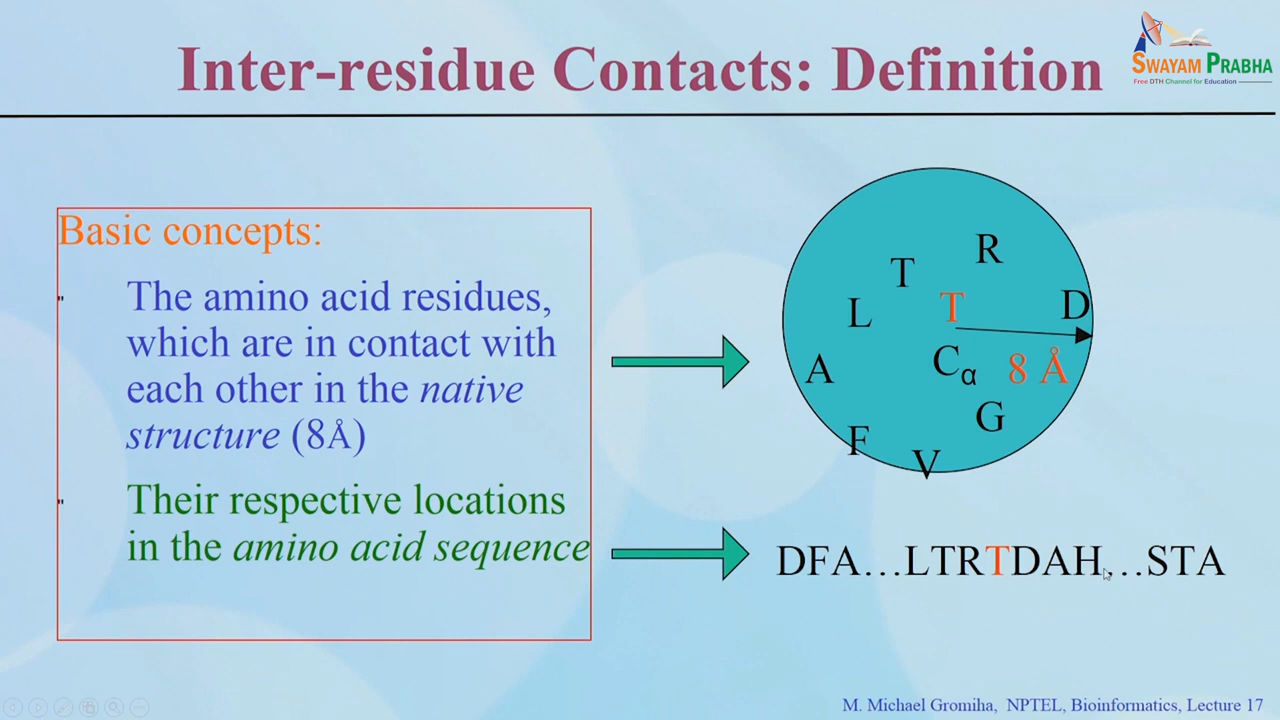 Inter-residue Contacts: Definition
SWAYAM PRABHA
Free DTH Channel for Education
Basic concepts:
" The amino acid residues,
which are in contact with
each other in the native
structure (8Å)
" Their respective locations
in the amino acid sequence
R
T
T
D
L
Cα
8 Å
A
G
F
V
DFA…LTRTDAH…STA
M. Michael Gromiha, NPTEL, Bioinformatics, Lecture 17